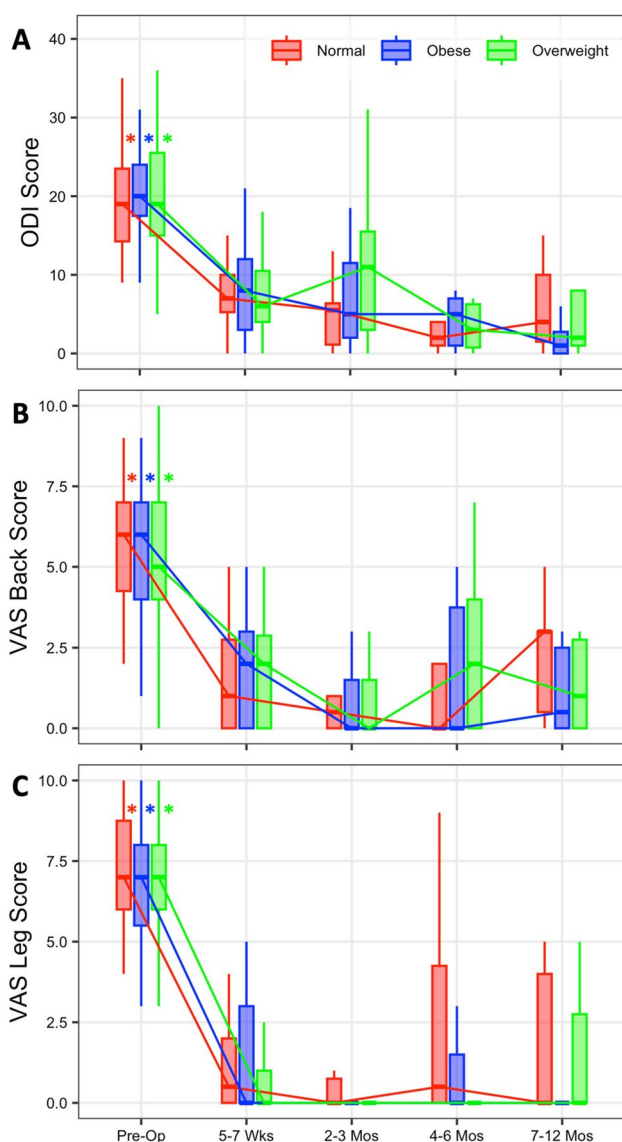 A
Normal Obese Overweight
ODI Score
40
30
20
10
0
* * *
B
VAS Back Score
10.0
7.5
5.0
2.5
0.0
* * *
C
VAS Leg Score
10.0
7.5
5.0
2.5
0.0
* * *
Pre-Op 5-7 Wks 2-3 Mos 4-6 Mos 7-12 Mos